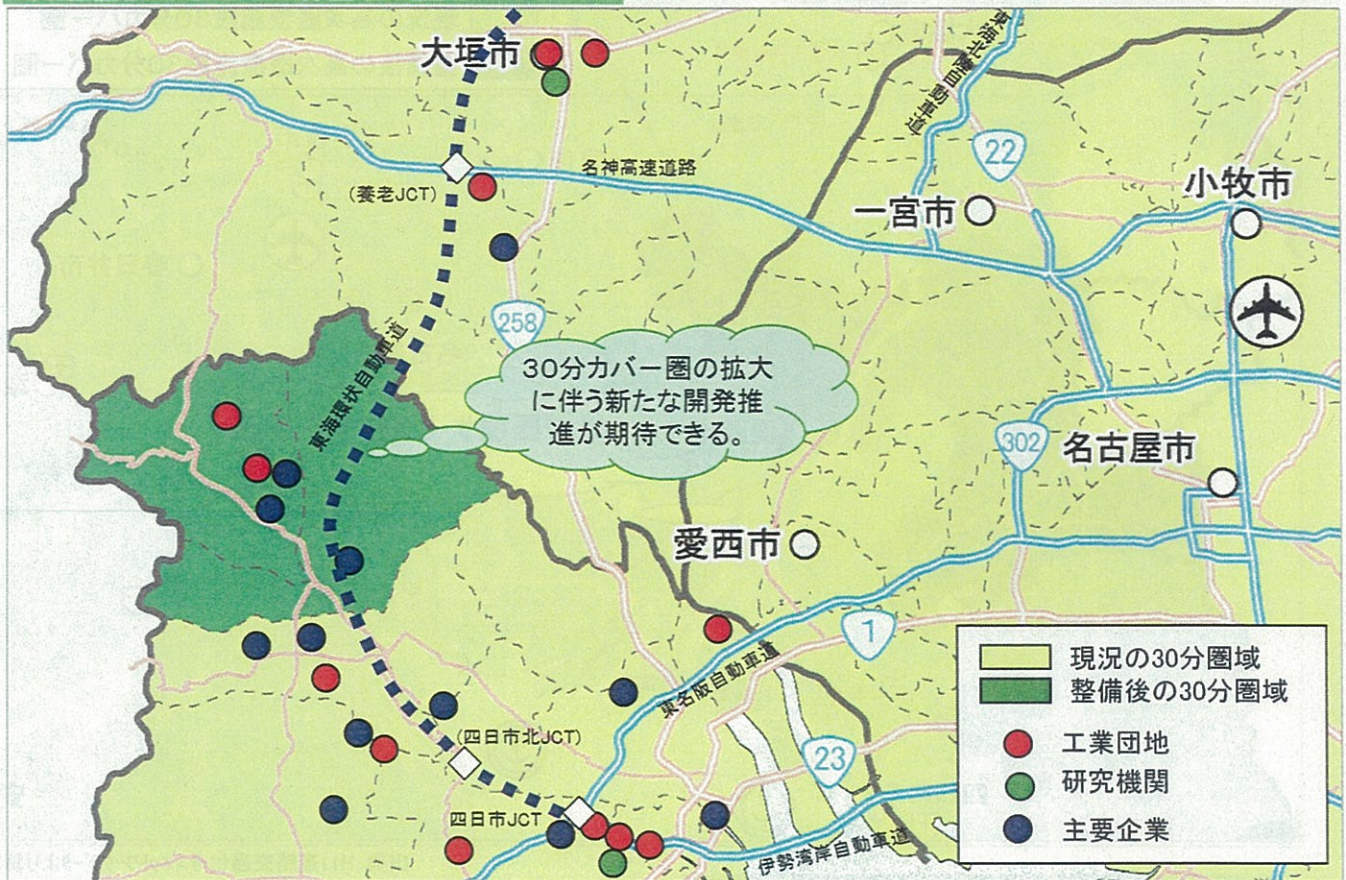 大垣市
東海北陸自動車道
22
名神高速道路
小牧市
(養老JCT)
一宮市
258
東海環状自動車道
30分カバー圏の拡大
に伴う新たな開発推
進が期待できる。
302
名古屋市
愛西市
1
東名阪自動車道
(四日市北JCT)
23
四日市JCT
伊勢湾岸自動車道
現況の30分圏域
整備後の30分圏域
工業団地
研究機関
主要企業